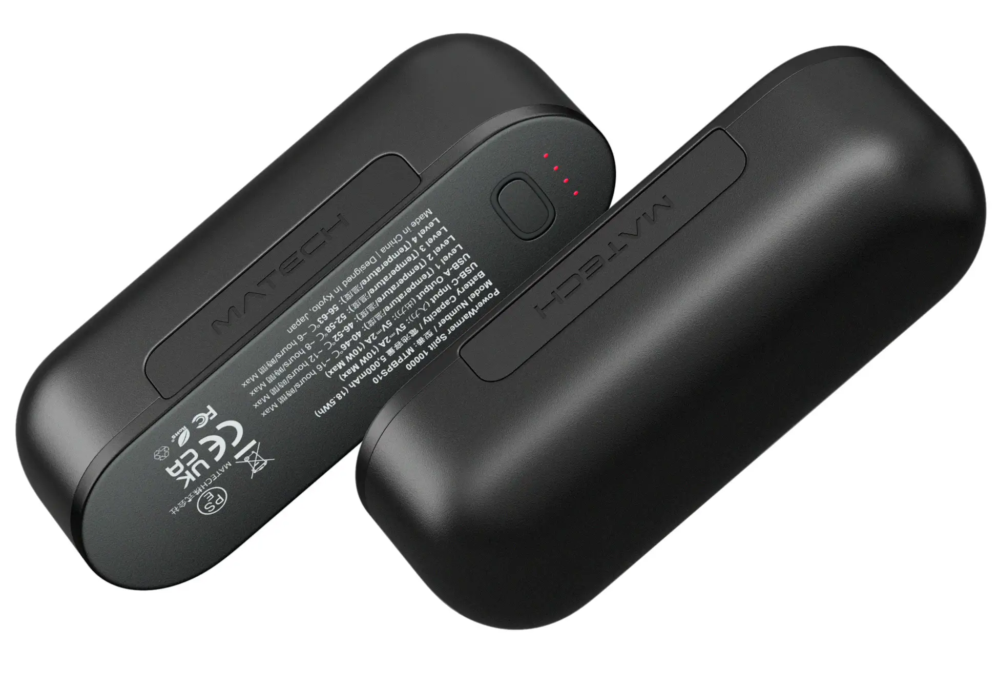 MATECH
PowerWarmer Split 10000
Model Number / 型番: MTPBPS10
Battery Capacity / 電池容量 5,000mAh (18.5Wh)
USB-C Input (入力): 5V⎓2A (10W Max)
USB-A Output (出力): 5V⎓2A (10W Max)
Level 1 (Temperature/温度): 40-46°C ~16 hours/時間 Max
Level 2 (Temperature/温度): 46-52°C ~12 hours/時間 Max
Level 3 (Temperature/温度): 52-58°C ~8 hours/時間 Max
Level 4 (Temperature/温度): 56-63°C ~6 hours/時間 Max
Made in China | Designed in Kyoto, Japan
FC
CE
RoHS
UK
CA
PS
E
MATECH株式会社
MATECH